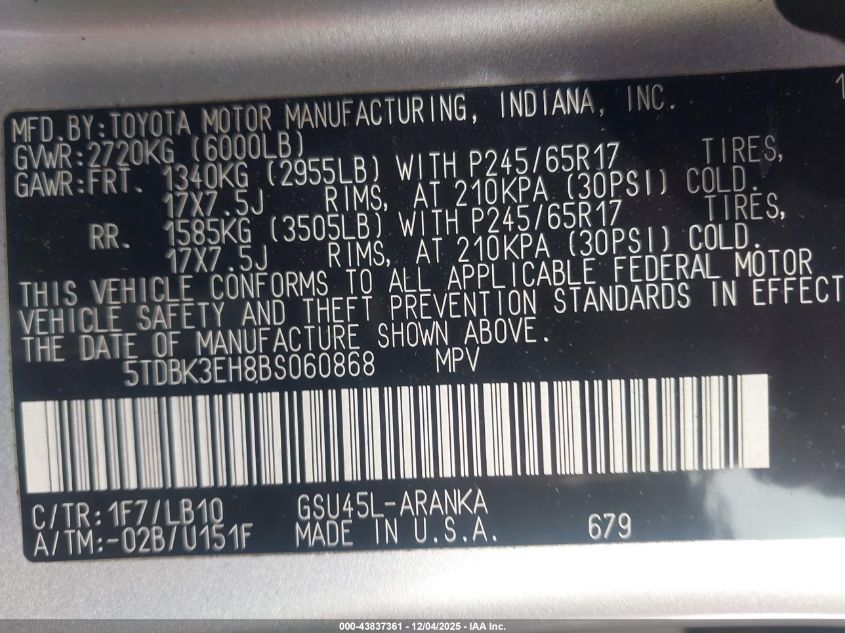 MFD.BY:TOYOTA MOTOR MANUFACTURING, INDIANA, INC. 1
GVWR:2720KG (6000LB)
GAWR:FRT. 1340KG (2955LB) WITH P245/65R17 TIRES,
17X7.5J RIMS, AT 210KPA (30PSI) COLD.
RR. 1585KG (3505LB) WITH P245/65R17 TIRES,
17X7.5J RIMS, AT 210KPA (30PSI) COLD.
THIS VEHICLE CONFORMS TO ALL APPLICABLE FEDERAL MOTOR
VEHICLE SAFETY AND THEFT PREVENTION STANDARDS IN EFFECT
THE DATE OF MANUFACTURE SHOWN ABOVE.
5TDBK3EH8BS060868 MPV
C/TR:1F7/LB10 GSU45L-ARANKA
A/TM:-02B/U151F MADE IN U.S.A. 679
000-43837361 - 12/04/2025 - IAA Inc.